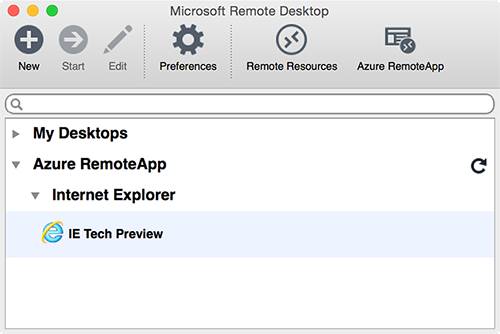 Microsoft Remote Desktop
New Start Edit Preferences Remote Resources Azure RemoteApp
My Desktops
Azure RemoteApp
Internet Explorer
IE Tech Preview